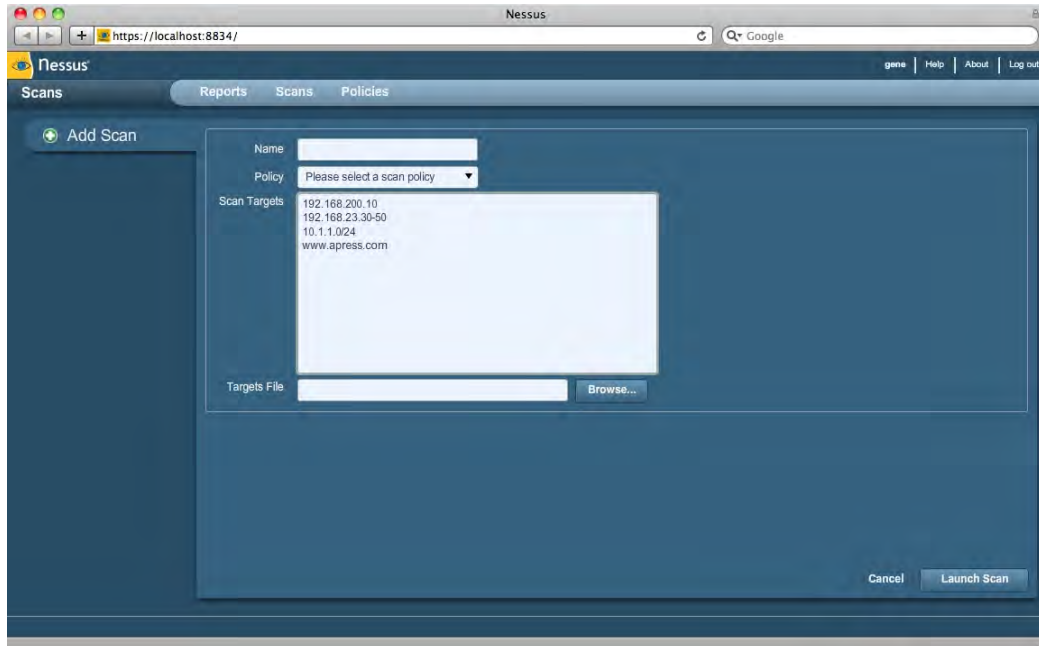 Nessus
https://localhost:8834/
Google
Nessus
gene | Help | About | Log out
Scans
Reports Scans Policies
Add Scan
Name
Policy Please select a scan policy
Scan Targets
192.168.200.10
192.168.23.30-50
10.1.1.0/24
www.apress.com
Targets File
Browse...
Cancel Launch Scan